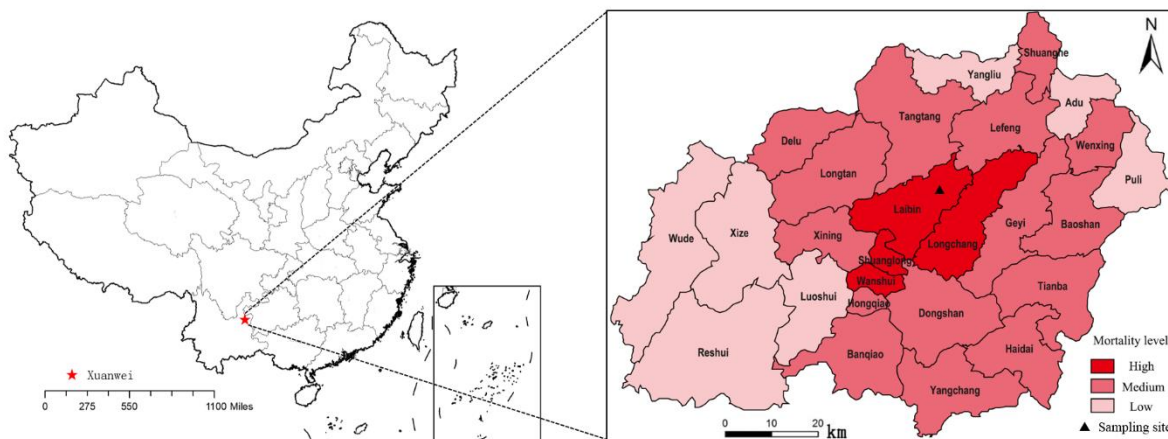 Xuanwei
0 275 550 1100 Miles
N
Shuanghe
Yangliu
Adu
Tangtang
Lefeng
Wenxing
Delu
Puli
Longtan
Laibin
Geyi
Baoshan
Wude
Xize
Xining
Longchang
Shuanglong
Wanshui
Tianba
Luoshui
Hongqiao
Dongshan
Reshui
Banqiao
Haidai
Yangchang
Mortality level
High
Medium
Low
Sampling site
0 5 10 20
km